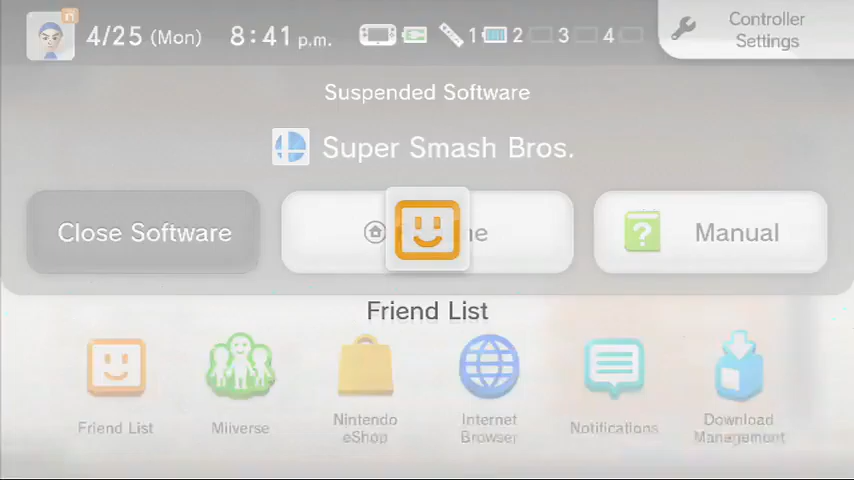 4/25 (Mon) 8:41 p.m. 1 2 3 4
Controller
Settings
Suspended Software
Super Smash Bros.
Close Software
Manual
?
Friend List
Friend List
Miiverse
Nintendo
eShop
Internet
Browser
Notifications
Download
Management